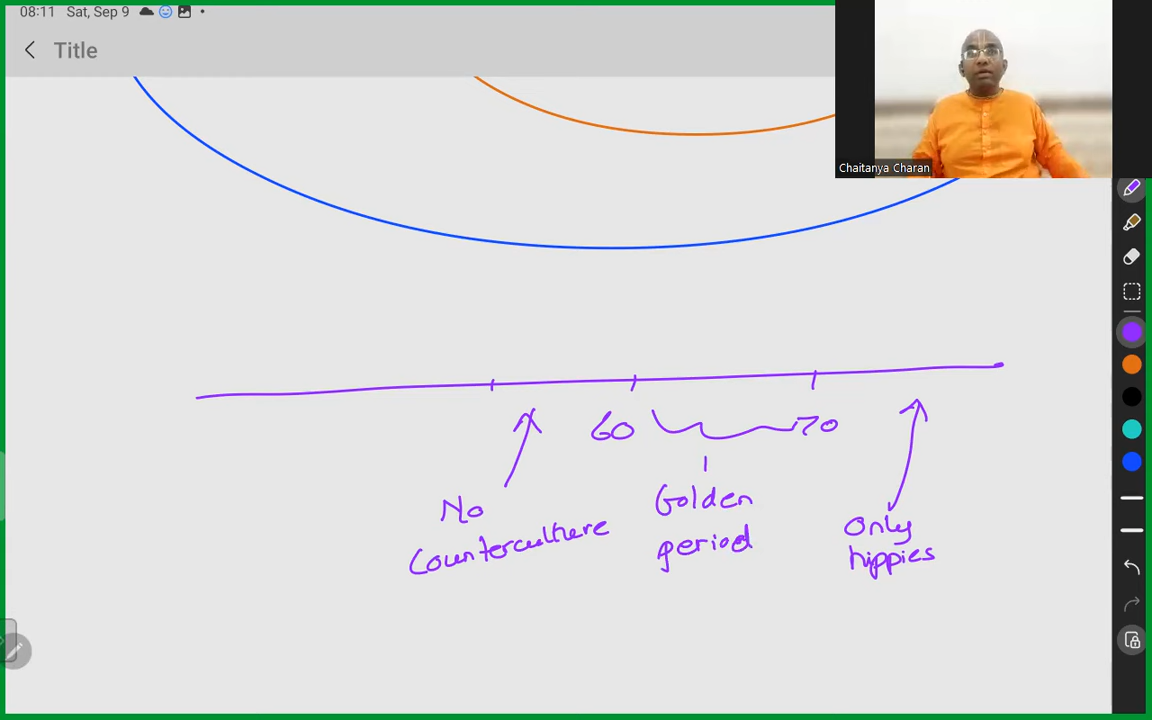 08:11 Sat, Sep 9
Title
Chaitanya Charan
60 70
No
Counterculture
Golden
period
Only
hippies